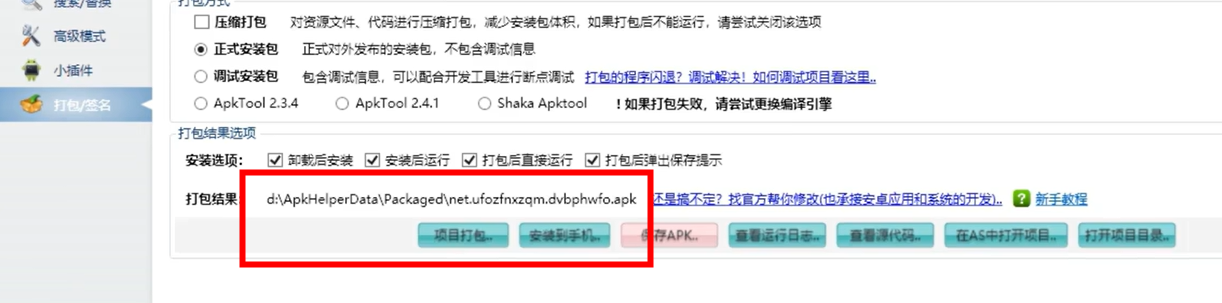 搜索/替换
高级模式
小插件
打包/签名
打包方式
压缩打包 对资源文件、代码进行压缩打包，减少安装包体积，如果打包后不能运行，请尝试关闭该选项
正式安装包 正式对外发布的安装包，不包含调试信息
调试安装包 包含调试信息，可以配合开发工具进行断点调试 打包的程序闪退？调试解决！如何调试项目看这里..
ApkTool 2.3.4 ApkTool 2.4.1 Shaka Apktool ！如果打包失败，请尝试更换编译引擎
打包结果选项
安装选项： 卸载后安装 安装后运行 打包后直接运行 打包后弹出保存提示
打包结果： d:\ApkHelperData\Packaged\net.ufozfnxzqm.dvbphwfo.apk 还是搞不定？找官方帮你修改(也承接安卓应用和系统的开发).. ? 新手教程
项目打包.. 安装到手机.. 保存APK.. 查看运行日志.. 查看源代码.. 在AS中打开项目.. 打开项目目录..